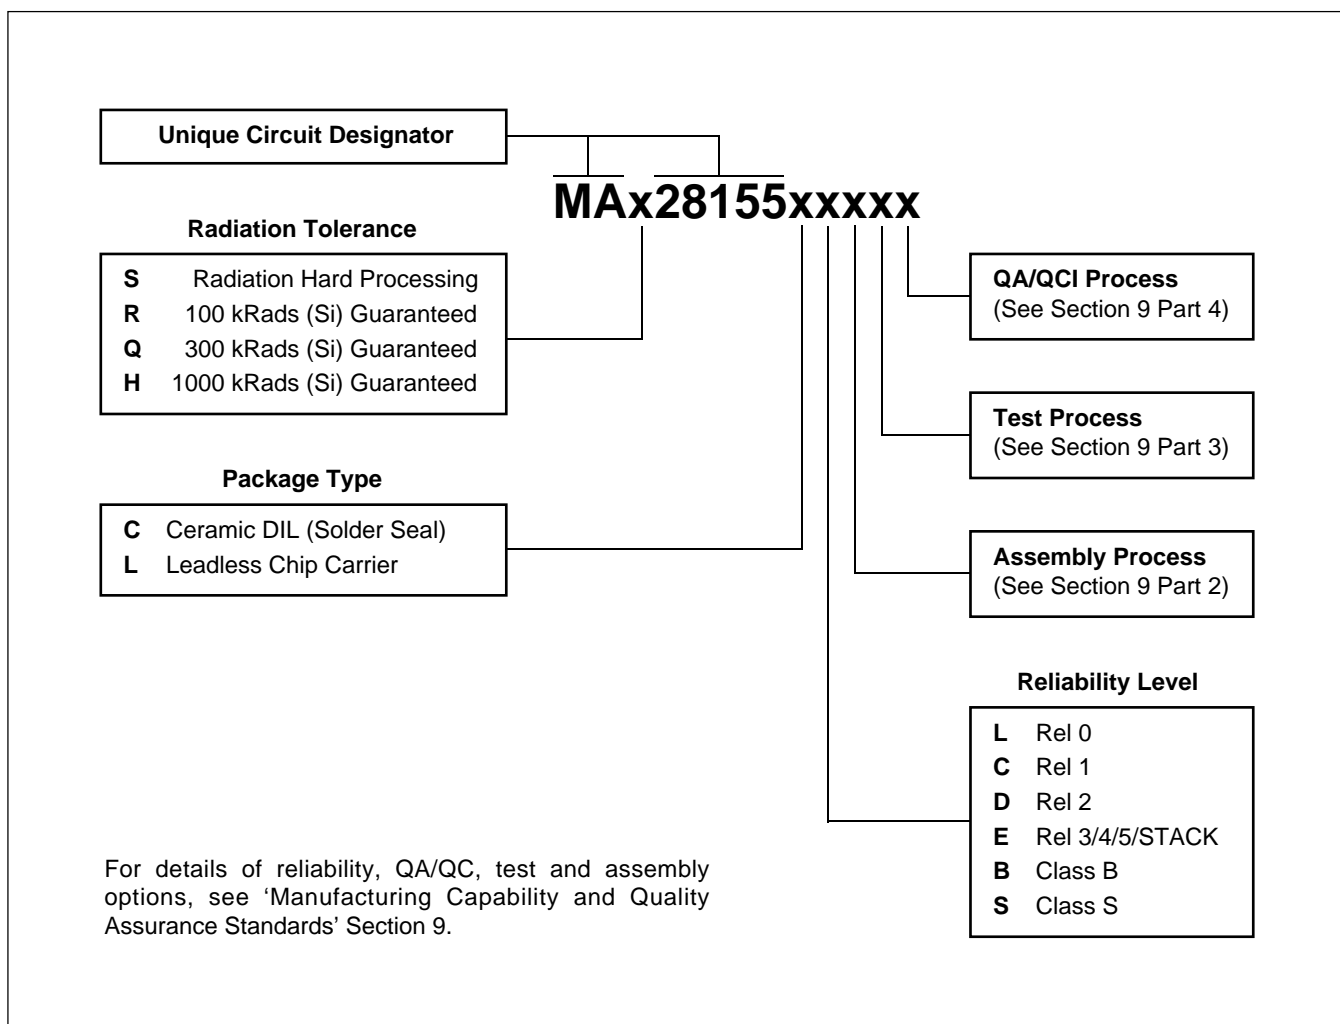 Unique Circuit Designator
MAx28155xxxxx
Radiation Tolerance
S Radiation Hard Processing
R 100 kRads (Si) Guaranteed
Q 300 kRads (Si) Guaranteed
H 1000 kRads (Si) Guaranteed
Package Type
C Ceramic DIL (Solder Seal)
L Leadless Chip Carrier
QA/QCI Process
(See Section 9 Part 4)
Test Process
(See Section 9 Part 3)
Assembly Process
(See Section 9 Part 2)
Reliability Level
L Rel 0
C Rel 1
D Rel 2
E Rel 3/4/5/STACK
B Class B
S Class S
For details of reliability, QA/QC, test and assembly
options, see ‘Manufacturing Capability and Quality
Assurance Standards’ Section 9.